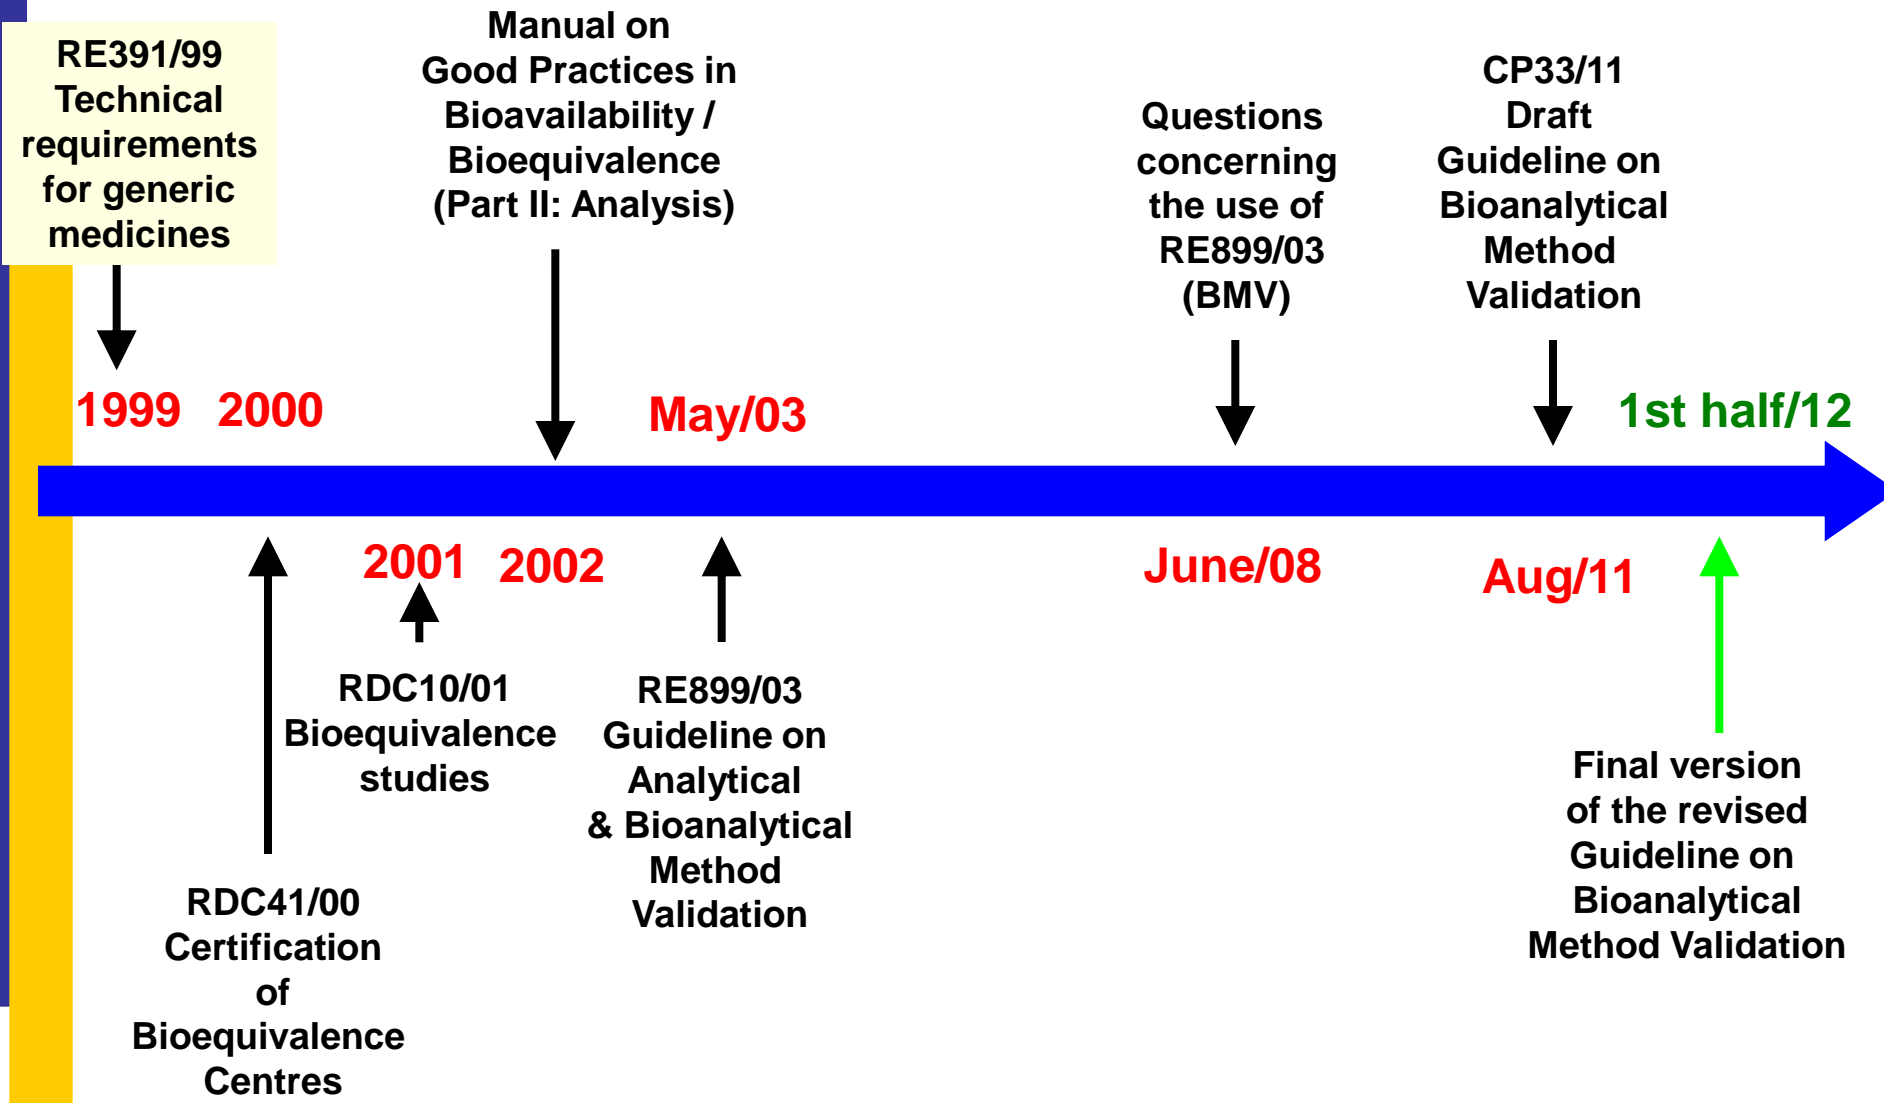 RE391/99
Technical
requirements
for generic
medicines
Manual on
Good Practices in
Bioavailability /
Bioequivalence
(Part II: Analysis)
Questions
concerning
the use of
RE899/03
(BMV)
CP33/11
Draft
Guideline on
Bioanalytical
Method
Validation
1999
2000
May/03
1st half/12
2001
2002
June/08
Aug/11
RDC10/01
Bioequivalence
studies
RE899/03
Guideline on
Analytical
& Bioanalytical
Method
Validation
RDC41/00
Certification
of
Bioequivalence
Centres
Final version
of the revised
Guideline on
Bioanalytical
Method Validation